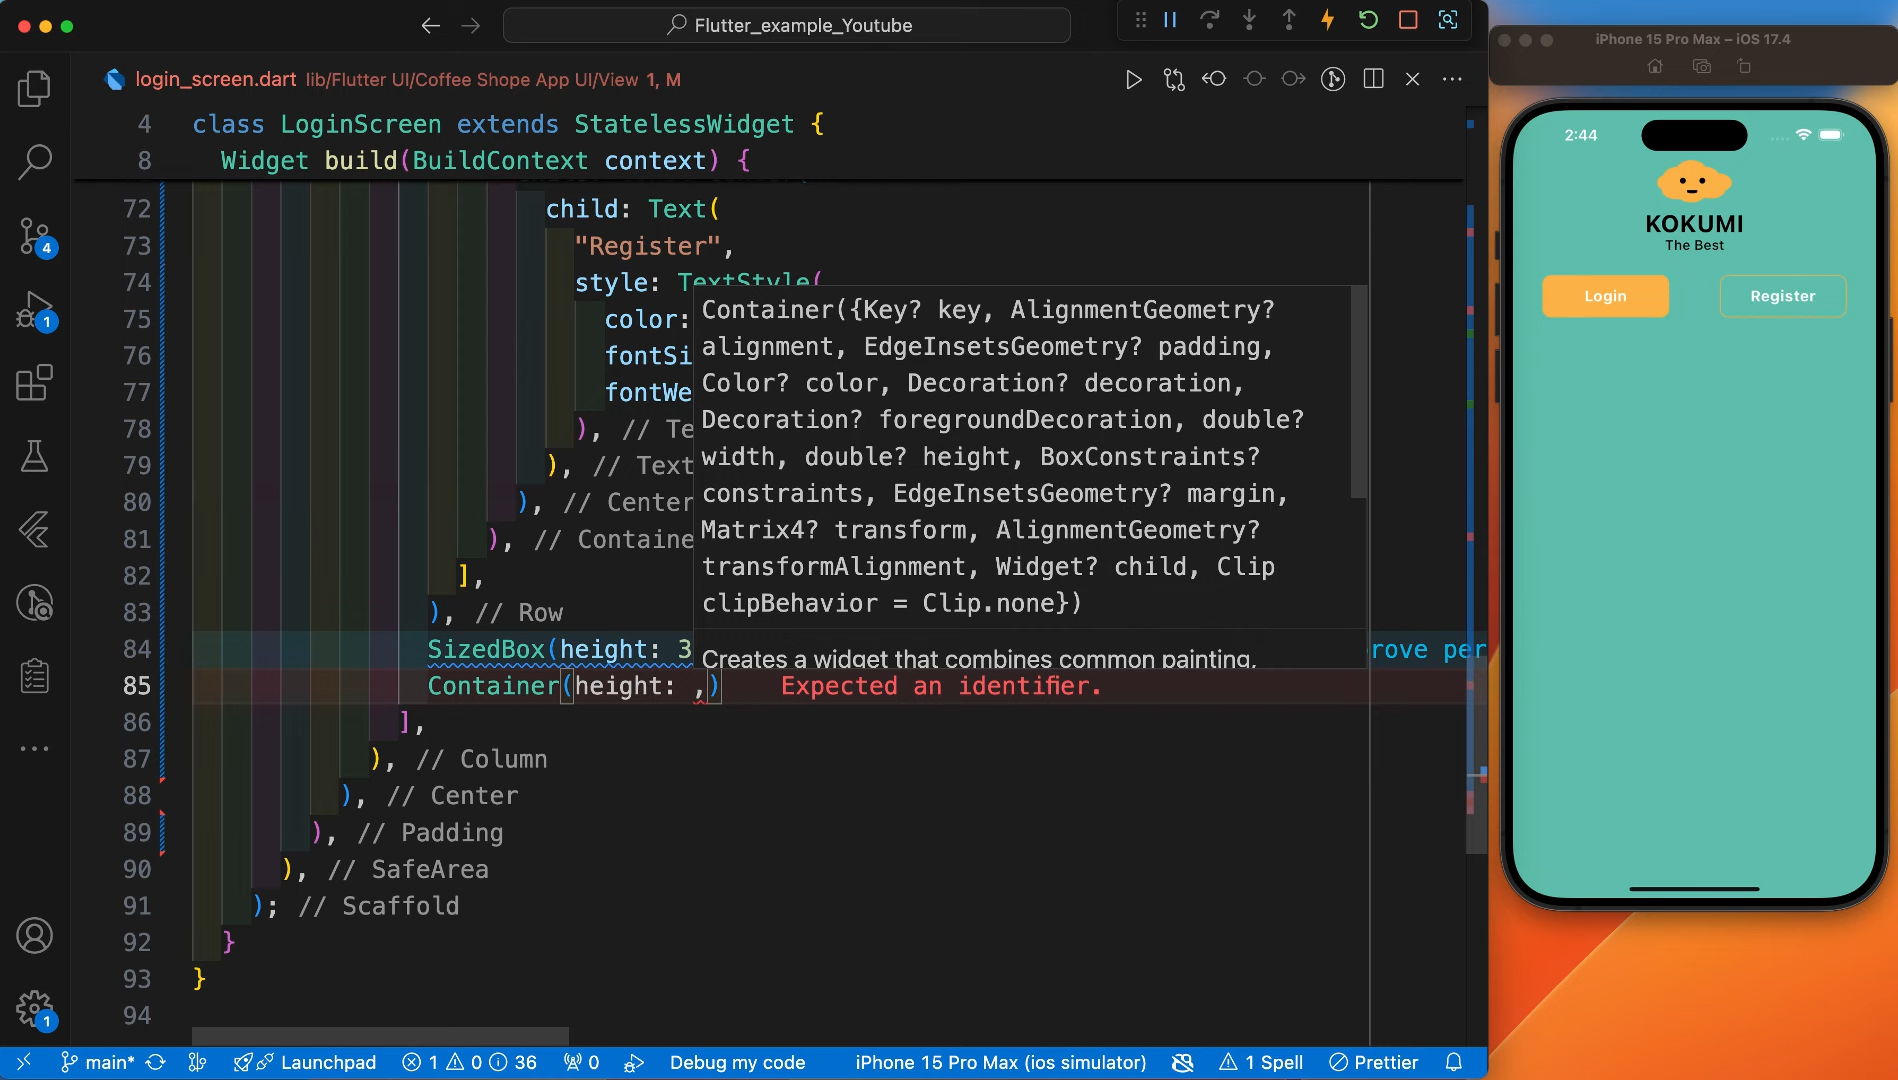 Flutter_example_Youtube
login_screen.dart lib/Flutter UI/Coffee Shope App UI/View 1, M
4 class LoginScreen extends StatelessWidget {
8 Widget build(BuildContext context) {
72 child: Text(
73 "Register",
74 style: TextStyle(
75 color:
76 fontSi
77 fontWe
78 ), // Te
79 ), // Text
80 ), // Center
81 ), // Containe
82 ],
83 ), // Row
84 SizedBox(height: 3
rove per
85 Container(height: ,) Expected an identifier.
86 ],
87 ), // Column
88 ), // Center
89 ), // Padding
90 ), // SafeArea
91 ); // Scaffold
92 }
93 }
94
Container({Key? key, AlignmentGeometry?
alignment, EdgeInsetsGeometry? padding,
Color? color, Decoration? decoration,
Decoration? foregroundDecoration, double?
width, double? height, BoxConstraints?
constraints, EdgeInsetsGeometry? margin,
Matrix4? transform, AlignmentGeometry?
transformAlignment, Widget? child, Clip
clipBehavior = Clip.none})
Creates a widget that combines common painting,
4
1
1
main* Launchpad 1 0 36 0 Debug my code iPhone 15 Pro Max (ios simulator) 1 Spell Prettier
iPhone 15 Pro Max – iOS 17.4
2:44
KOKUMI
The Best
Login Register